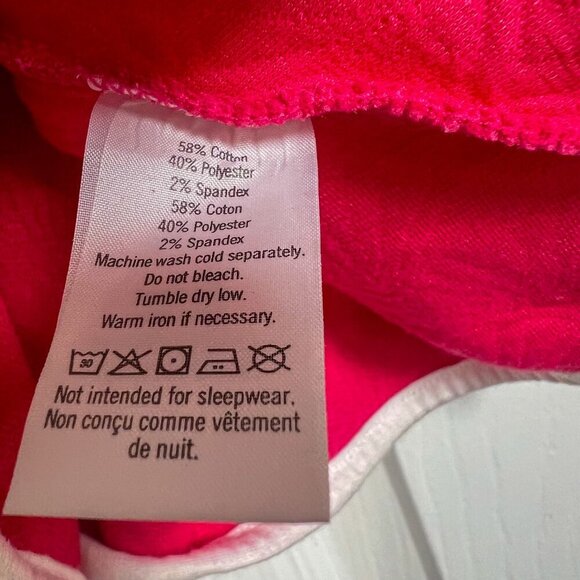 58% Cotton
40% Polyester
2% Spandex
58% Coton
40% Polyester
2% Spandex
Machine wash cold separately.
Do not bleach.
Tumble dry low.
Warm iron if necessary.
30
Not intended for sleepwear.
Non conçu comme vêtement
de nuit.